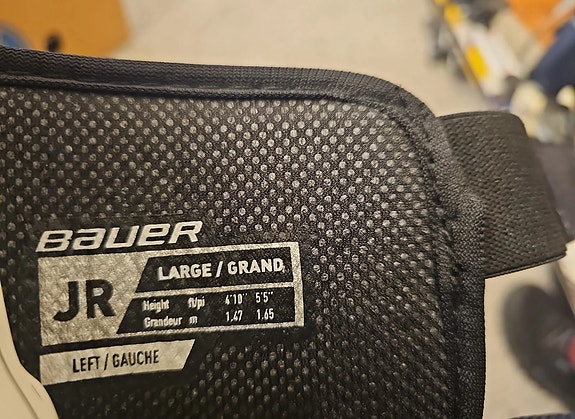 BAUER
JR
LARGE / GRAND
Height ft/pi 4'10" 5'5"
Grandeur m 1.47 1.65
LEFT / GAUCHE